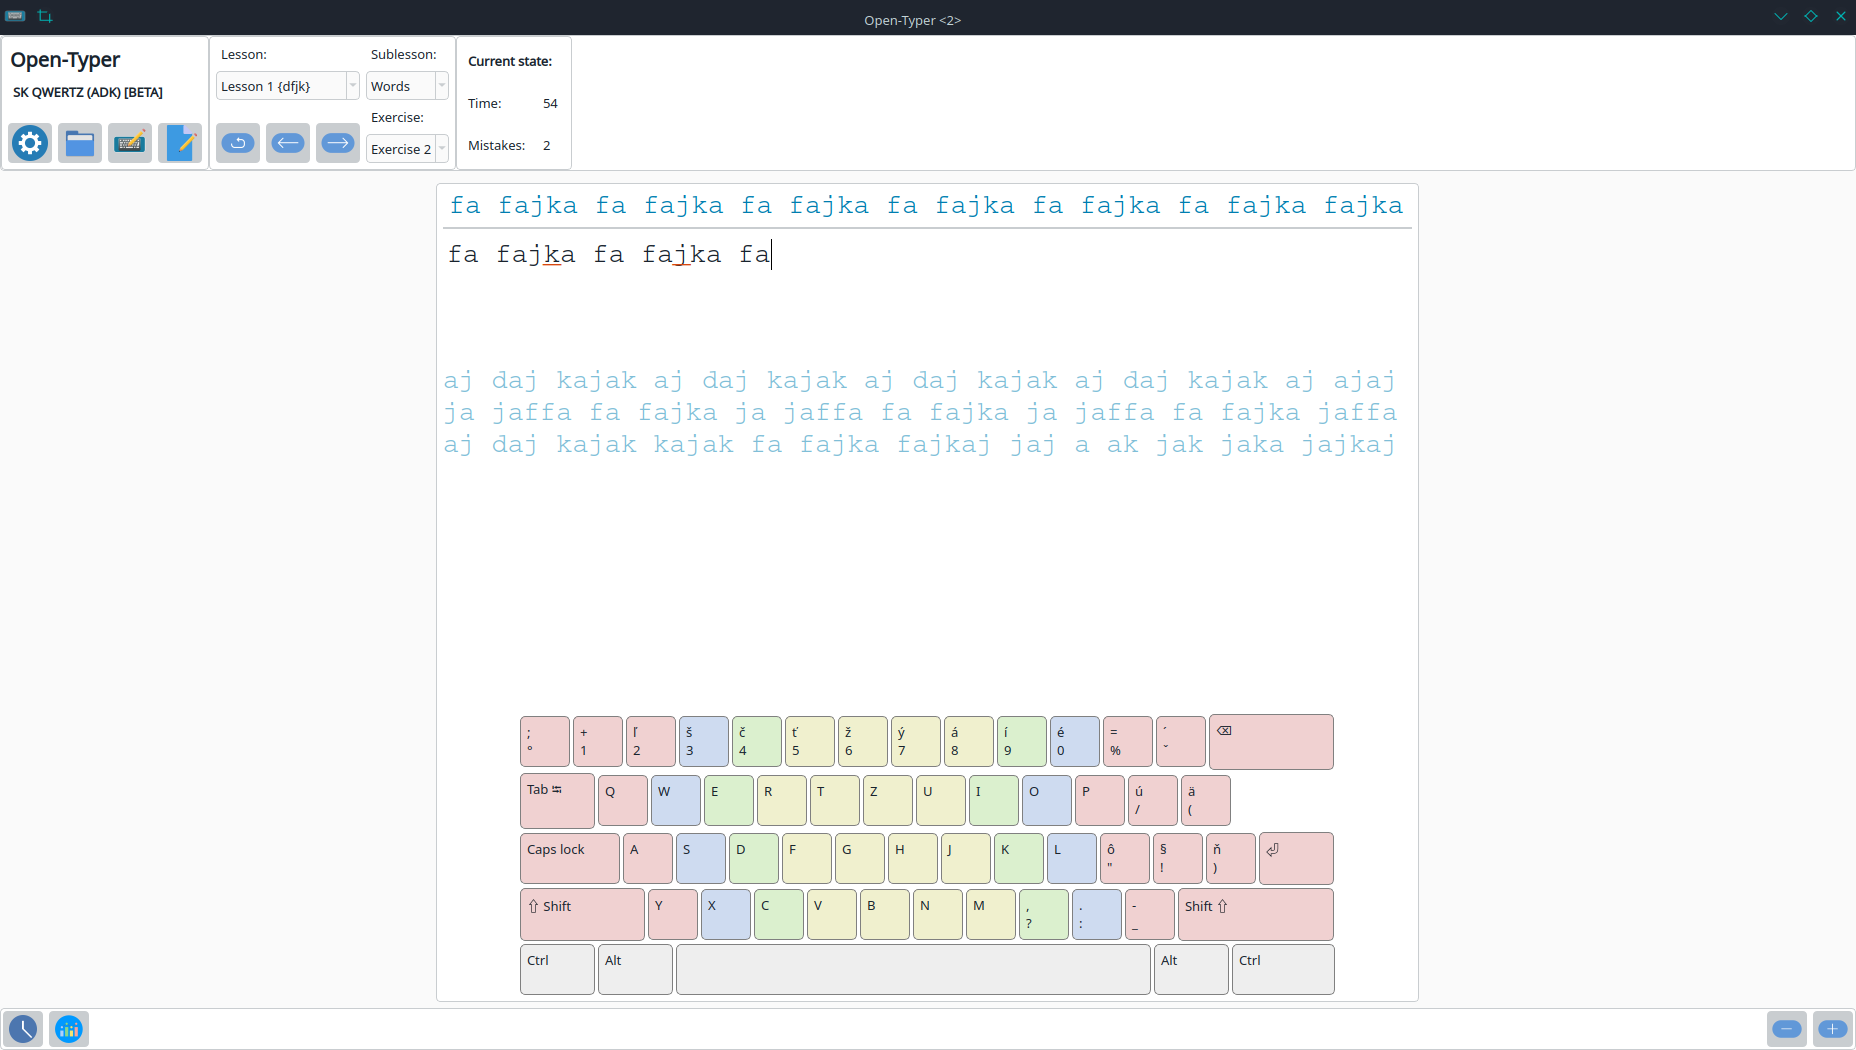 Open-Typer <2>
Open-Typer
SK QWERTZ (ADK) [BETA]
Lesson:
Lesson 1 {dfjk}
Sublesson:
Words
Exercise:
Exercise 2
Current state:
Time: 54
Mistakes: 2
fa fajka fa fajka fa fajka fa fajka fa fajka fa fajka fajka
fa fajka fa fajka fa
aj daj kajak aj daj kajak aj daj kajak aj daj kajak aj ajaj
ja jaffa fa fajka ja jaffa fa fajka ja jaffa fa fajka jaffa
aj daj kajak kajak fa fajka fajkaj jaj a ak jak jaka jajkaj
; + ľ š č ť ž ý á í é = ´ ⌫
° 1 2 3 4 5 6 7 8 9 0 % ˇ
Tab ↹ Q W E R T Z U I O P ú ä
/ (
Caps lock A S D F G H J K L ô § ň ⏎
" ! )
⇧ Shift Y X C V B N M , . - Shift ⇧
? : _
Ctrl Alt Alt Ctrl